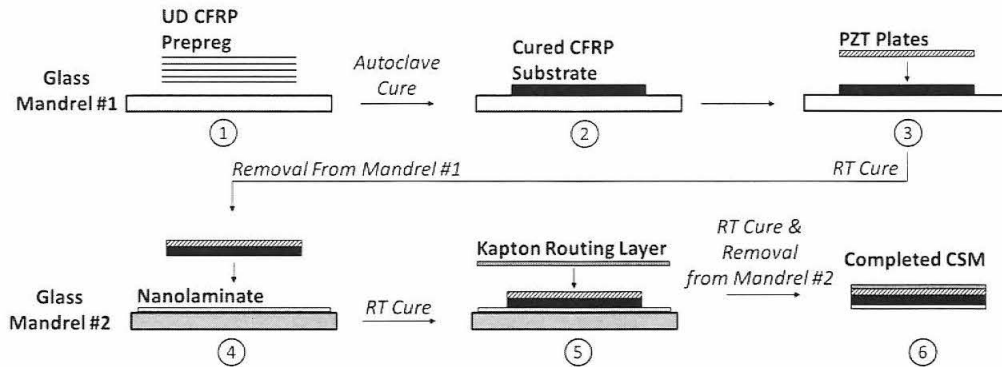 UD CFRP
Prepreg
Glass
Mandrel #1
Autoclave
Cure
Cured CFRP
Substrate
PZT Plates
1
2
3
Removal From Mandrel #1
RT Cure
Glass
Mandrel #2
Nanolaminate
RT Cure
Kapton Routing Layer
RT Cure &
Removal
from Mandrel #2
Completed CSM
4
5
6